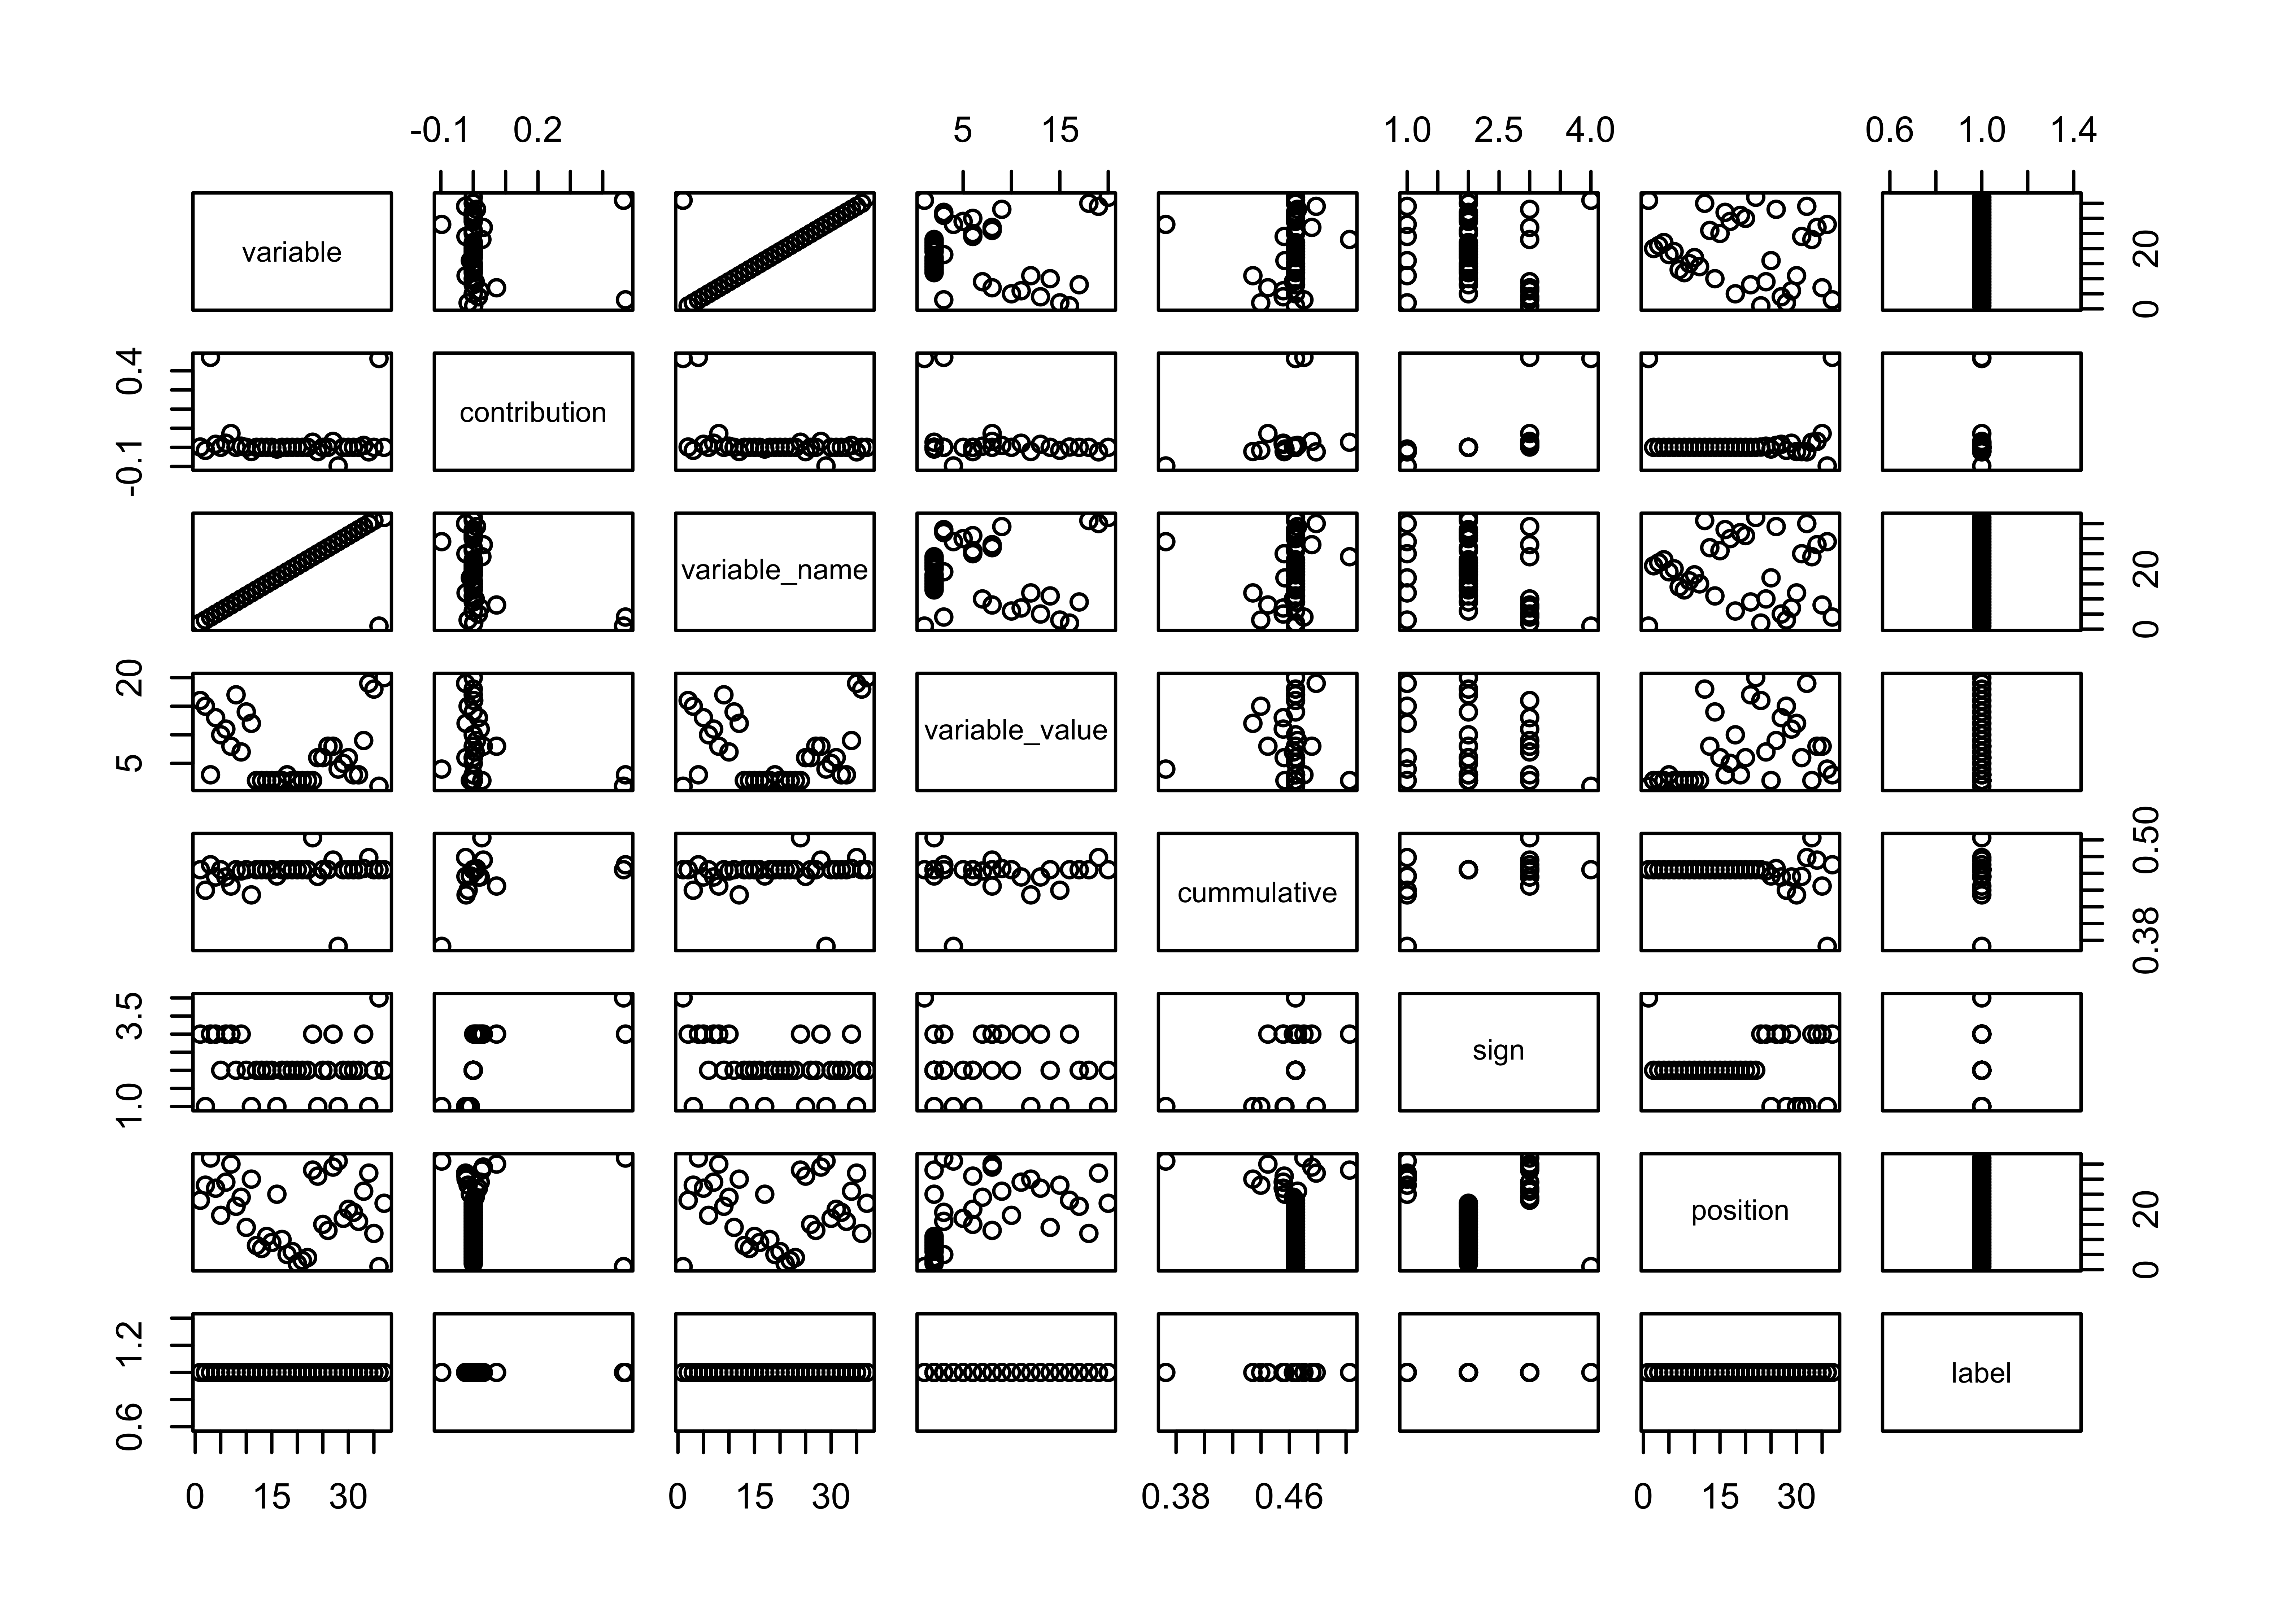 -0.1 0.2 5 15 1.0 2.5 4.0 0.6 1.0 1.4
variable 0 20
-0.1 0.4 contribution
variable_name 0 20
5 20 variable_value
cummulative 0.38 0.50
1.0 3.5 sign
position 0 20
0.6 1.2 label
0 15 30 0 15 30 0.38 0.46 0 15 30